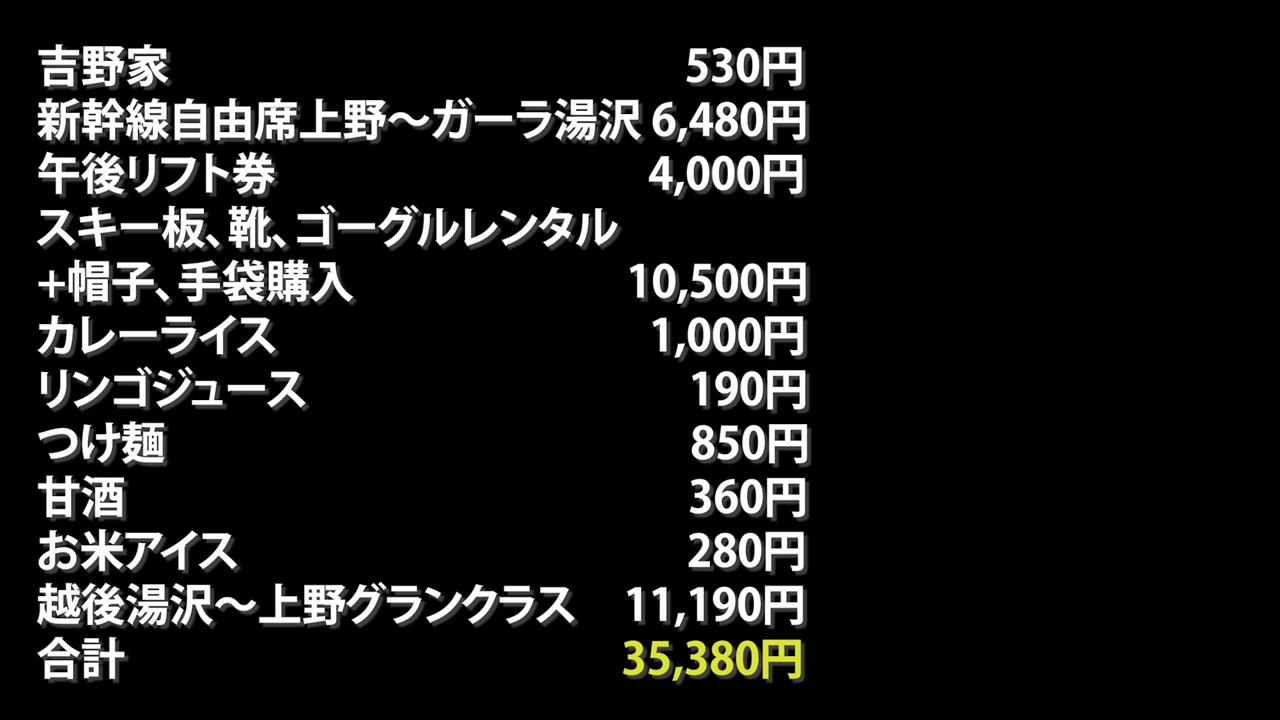 吉野家 530円
新幹線自由席上野～ガーラ湯沢 6,480円
午後リフト券 4,000円
スキー板、靴、ゴーグルレンタル
+帽子、手袋購入 10,500円
カレーライス 1,000円
リンゴジュース 190円
つけ麺 850円
甘酒 360円
お米アイス 280円
越後湯沢～上野グランクラス 11,190円
合計 35,380円